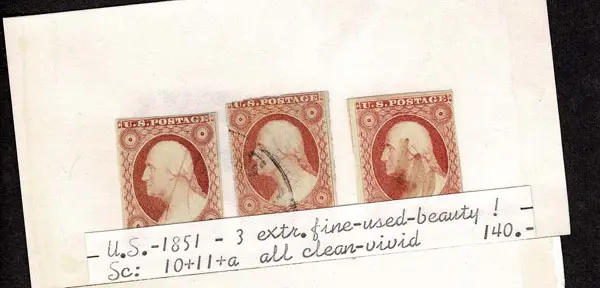 U.S. POSTAGE U.S. POSTAGE U.S. POSTAGE
- U.S.-1851 - 3 extr. fine-used-beauty ! -
Sc: 10+11+a all clean-vivid 140.-